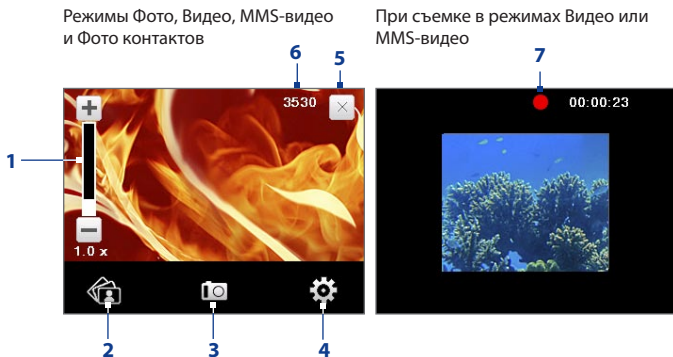 Режимы Фото, Видео, MMS-видео
и Фото контактов
При съемке в режимах Видео или
MMS-видео
6
5
7
3530
00:00:23
1
1.0 x
2
3
4